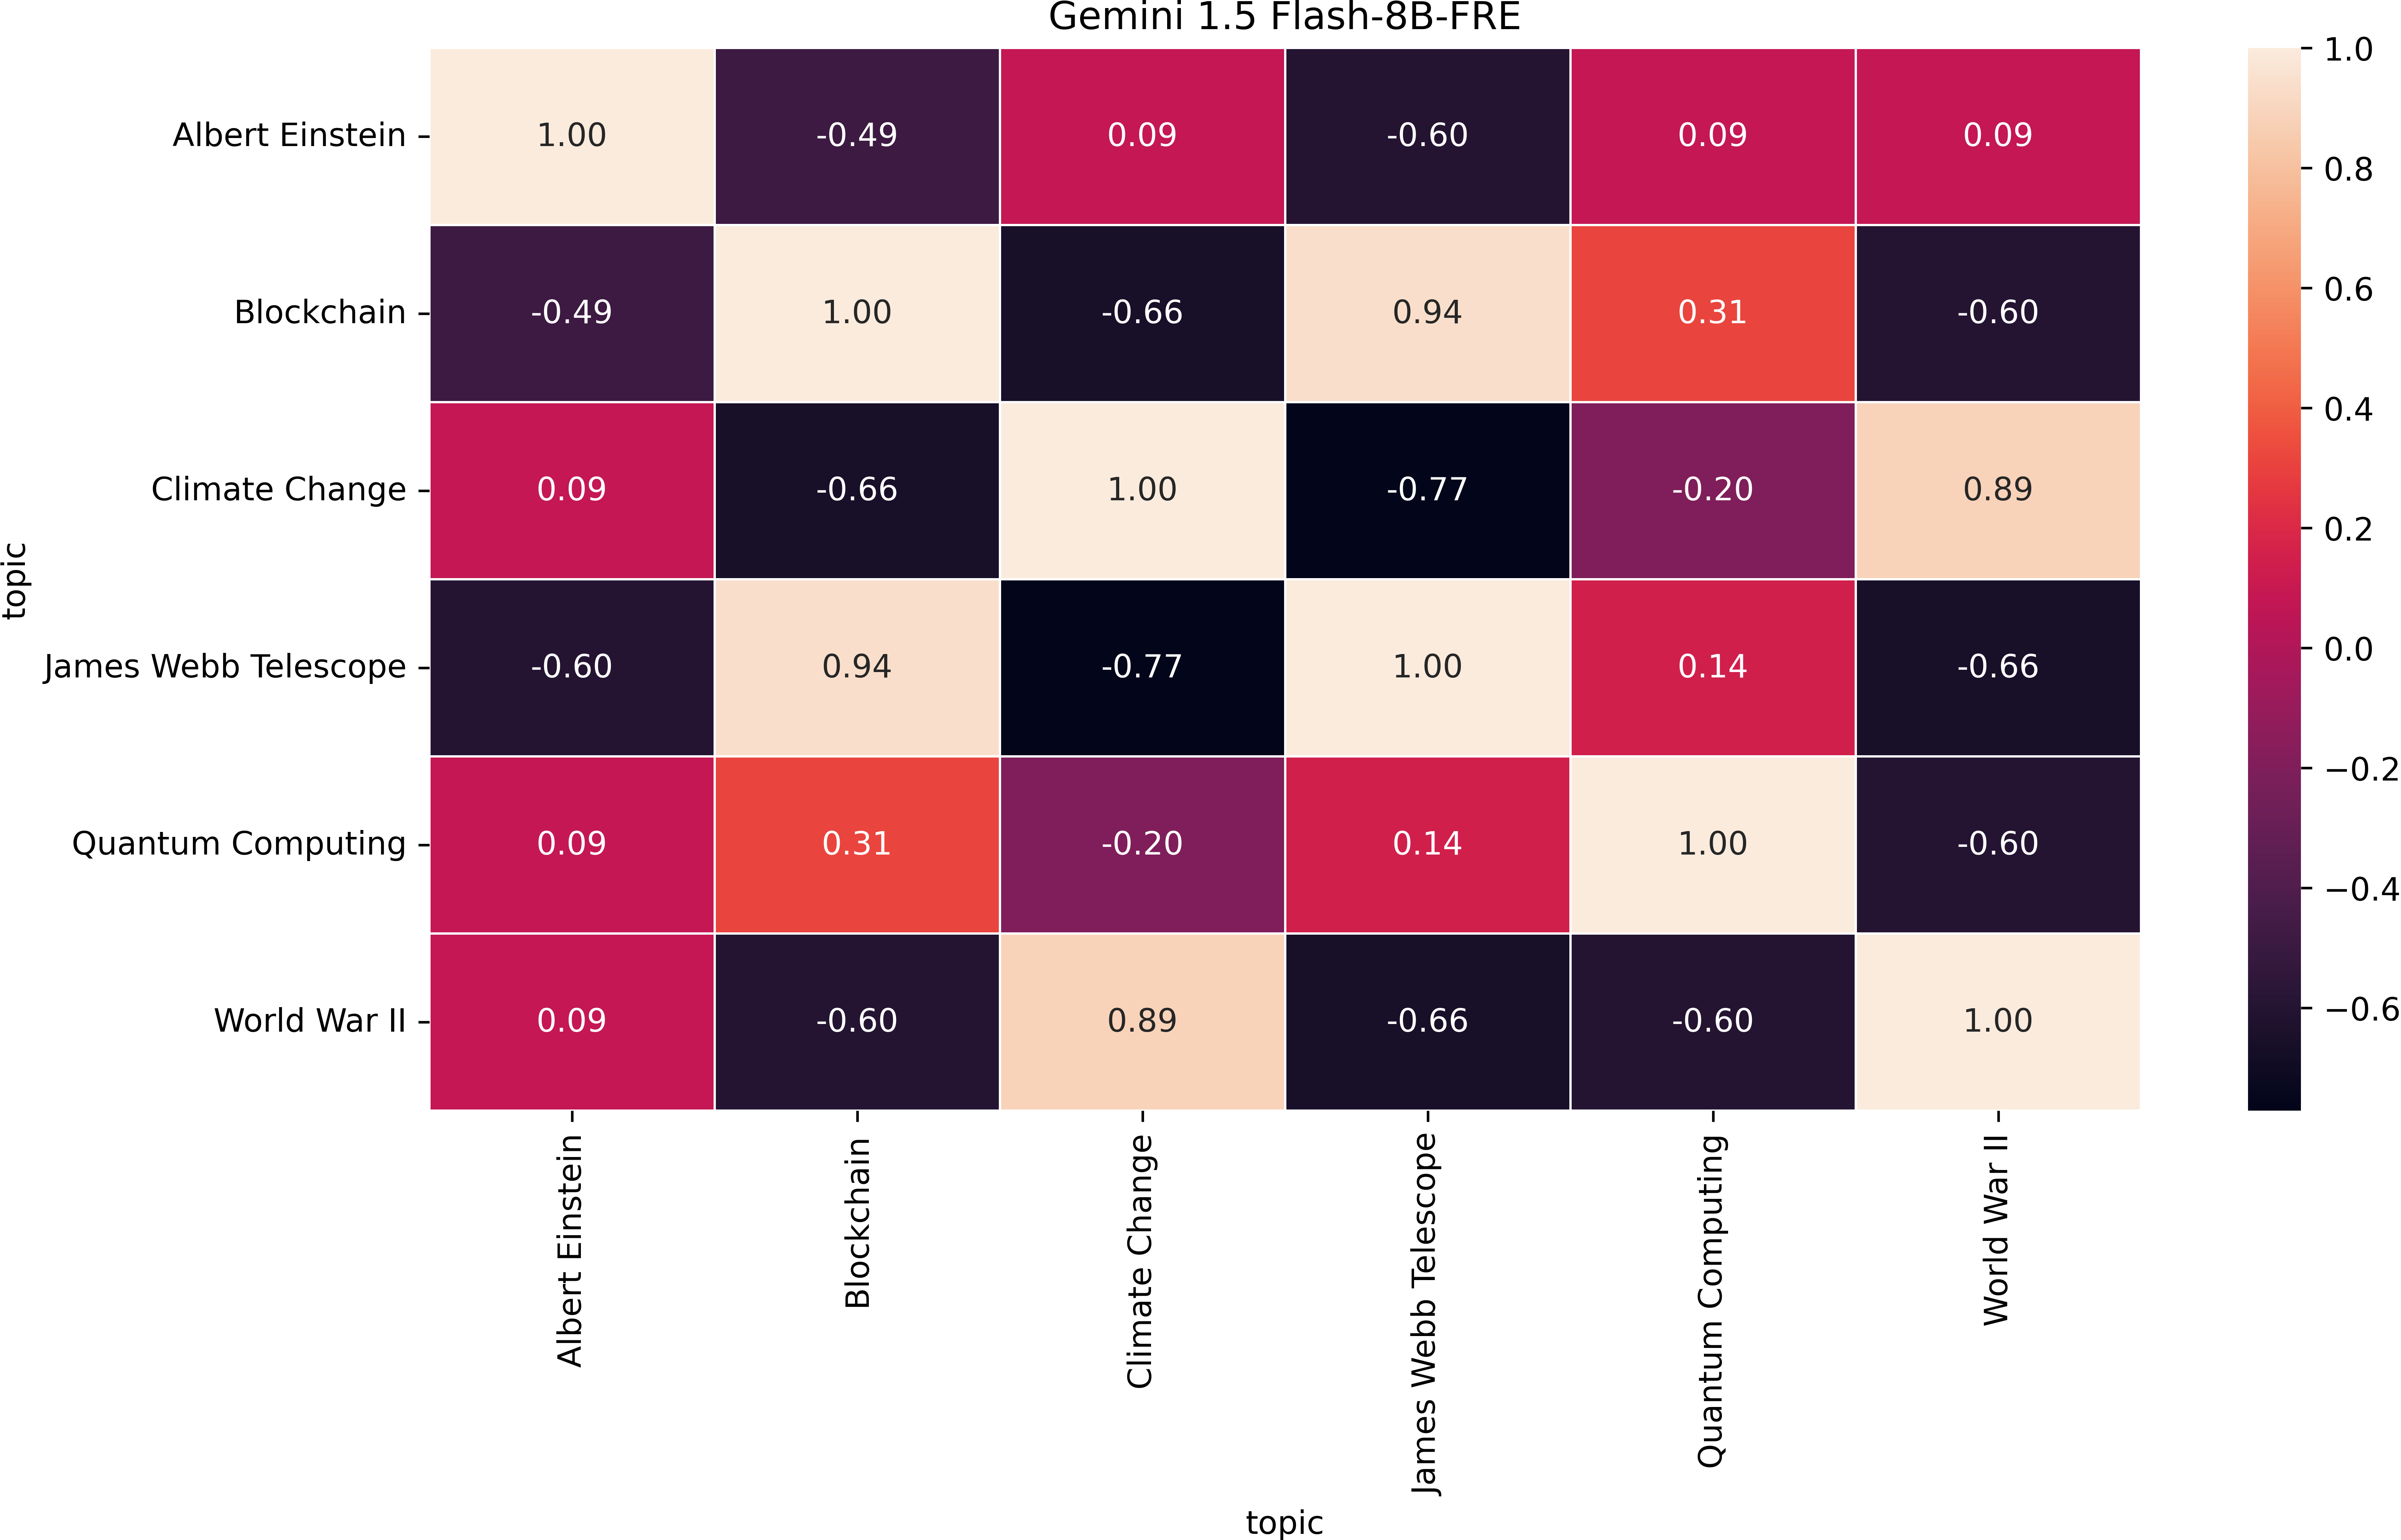 Gemini 1.5 Flash-8B-FRE
Albert Einstein 1.00 -0.49 0.09 -0.60 0.09 0.09
Blockchain -0.49 1.00 -0.66 0.94 0.31 -0.60
Climate Change 0.09 -0.66 1.00 -0.77 -0.20 0.89
James Webb Telescope -0.60 0.94 -0.77 1.00 0.14 -0.66
Quantum Computing 0.09 0.31 -0.20 0.14 1.00 -0.60
World War II 0.09 -0.60 0.89 -0.66 -0.60 1.00
topic
Albert Einstein
Blockchain
Climate Change
James Webb Telescope
Quantum Computing
World War II
topic
1.0
0.8
0.6
0.4
0.2
0.0
−0.2
−0.4
−0.6